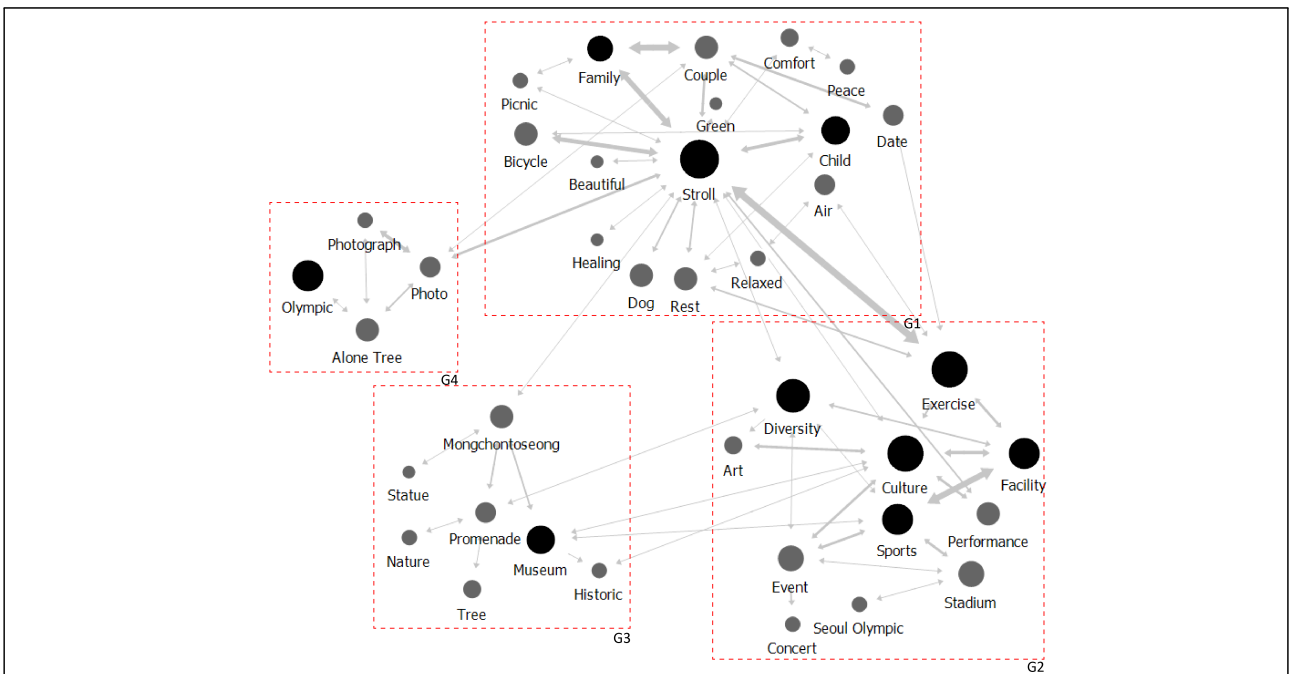 Family
Couple
Comfort
Peace
Picnic
Green
Date
Bicycle
Child
Beautiful
Stroll
Air
Healing
Relaxed
Dog
Rest
G1
Photograph
Photo
Olympic
Alone Tree
G4
Exercise
Diversity
Art
Culture
Facility
Sports
Performance
Event
Stadium
Seoul Olympic
Concert
G2
Mongchontoseong
Statue
Nature
Promenade
Museum
Historic
Tree
G3